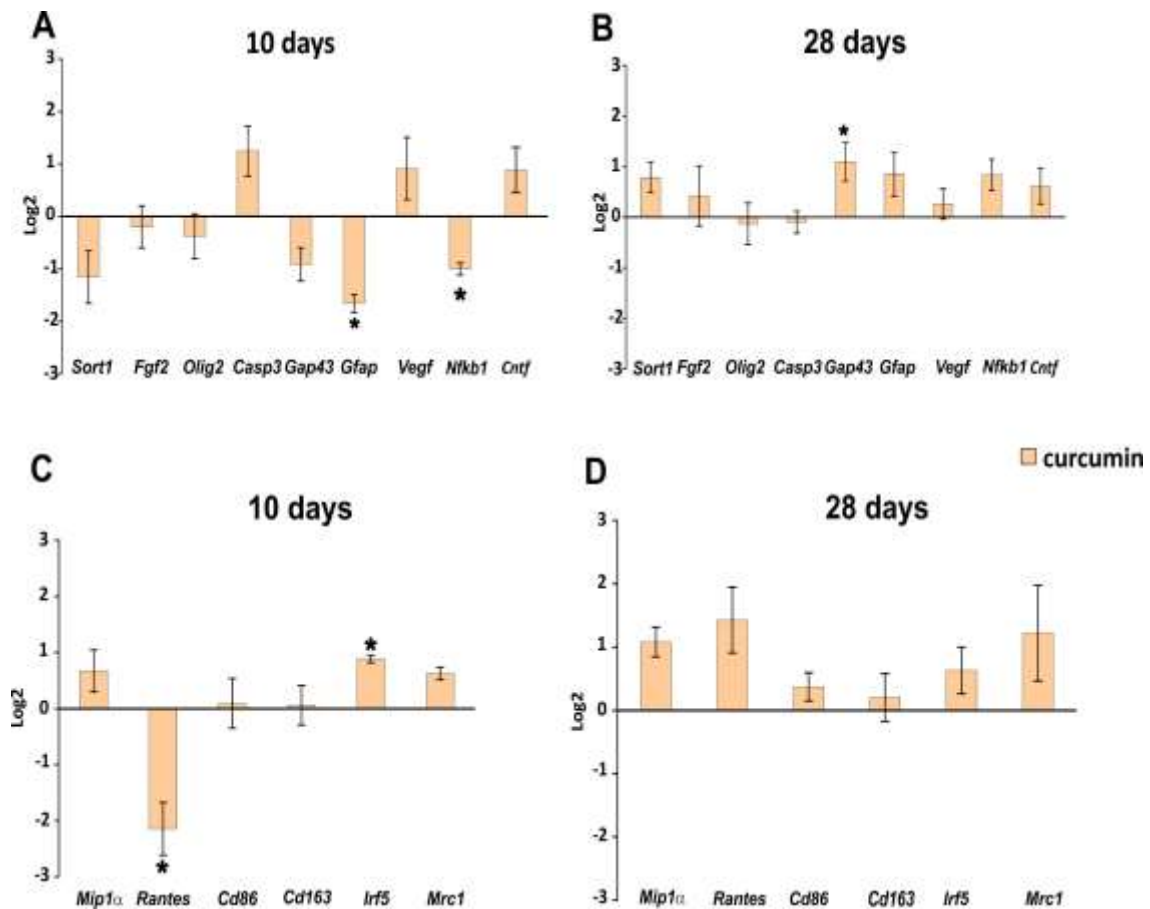 A
10 days
3
2
1
0
-1
-2
-3
Log2
Sort1 Fgf2 Olig2 Casp3 Gap43 Gfap Vegf Nfkb1 Cntf
*
*
B
28 days
3
2
1
0
-1
-2
-3
Log2
*
Sort1 Fgf2 Olig2 Casp3 Gap43 Gfap Vegf Nfkb1 Cntf
C
10 days
3
2
1
0
-1
-2
-3
Log2
*
*
Mip1α Rantes Cd86 Cd163 Irf5 Mrc1
curcumin
D
28 days
3
2
1
0
-1
-2
-3
Log2
Mip1α Rantes Cd86 Cd163 Irf5 Mrc1